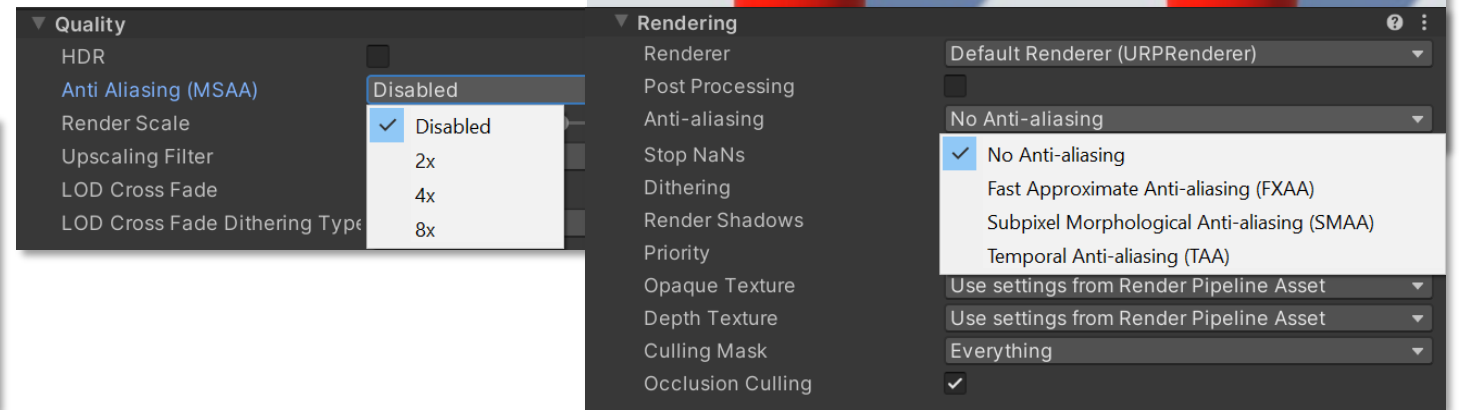 Quality
HDR
Anti Aliasing (MSAA)
Disabled
Render Scale
Disabled
Upscaling Filter
2x
LOD Cross Fade
4x
LOD Cross Fade Dithering Type
8x
Rendering
Renderer
Default Renderer (URPRenderer)
Post Processing
Anti-aliasing
No Anti-aliasing
Stop NaNs
No Anti-aliasing
Dithering
Fast Approximate Anti-aliasing (FXAA)
Render Shadows
Subpixel Morphological Anti-aliasing (SMAA)
Priority
Temporal Anti-aliasing (TAA)
Opaque Texture
Use settings from Render Pipeline Asset
Depth Texture
Use settings from Render Pipeline Asset
Culling Mask
Everything
Occlusion Culling